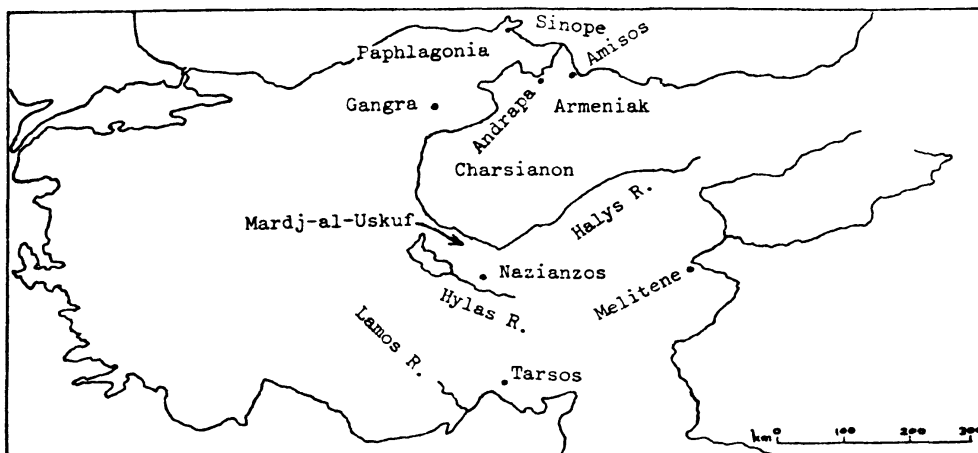 Sinope
Paphlagonia
Amisos
Gangra
Andrapa
Armeniak
Charsianon
Halys R.
Mardj-al-Uskuf
Nazianzos
Hylas R.
Melitene
Lamos R.
Tarsos
km 0 100 200 300